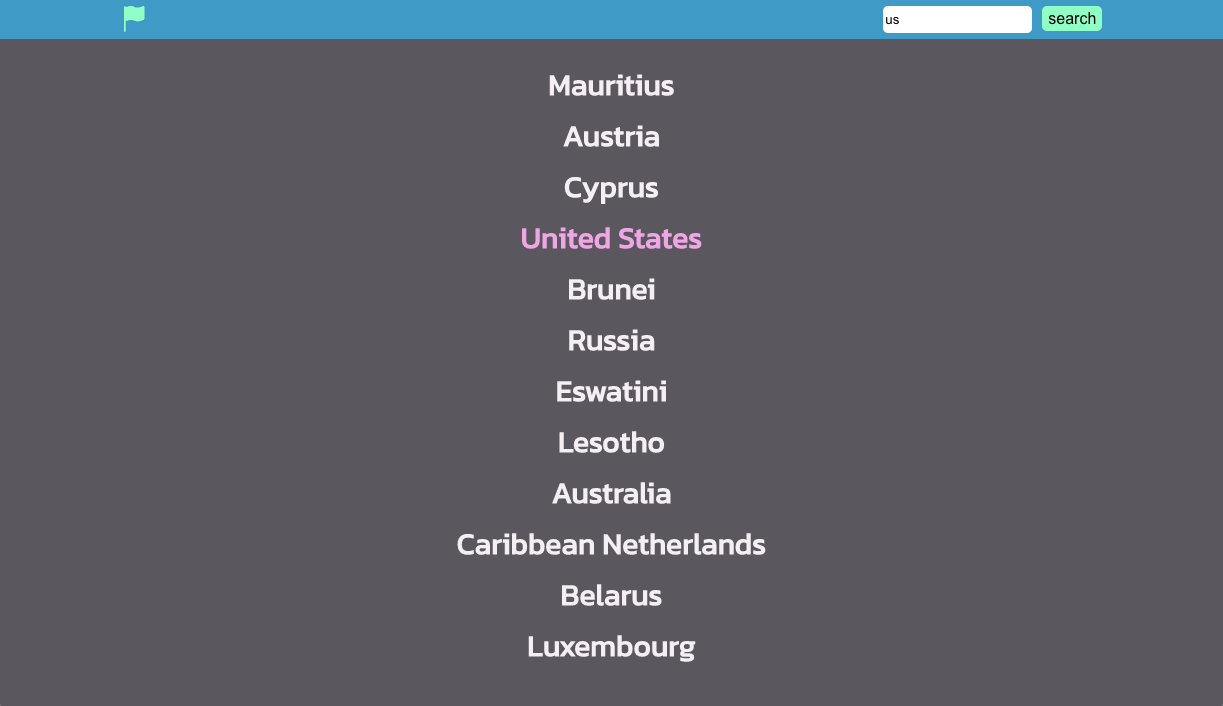 us search
Mauritius
Austria
Cyprus
United States
Brunei
Russia
Eswatini
Lesotho
Australia
Caribbean Netherlands
Belarus
Luxembourg